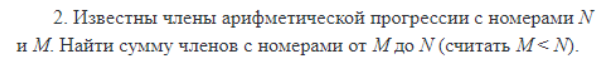 2. Известны члены арифметической прогрессии с номерами N
и M. Найти сумму членов с номерами от M до N (считать M < N).